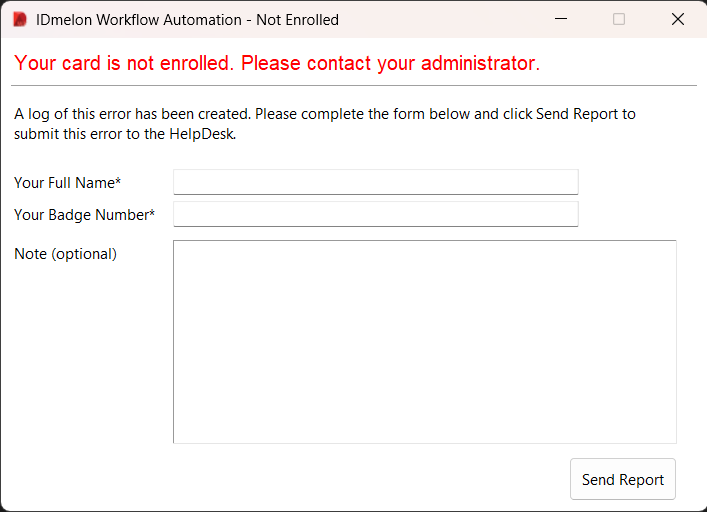 IDmelon Workflow Automation - Not Enrolled
Your card is not enrolled. Please contact your administrator.
A log of this error has been created. Please complete the form below and click Send Report to
submit this error to the HelpDesk.
Your Full Name*
Your Badge Number*
Note (optional)
Send Report